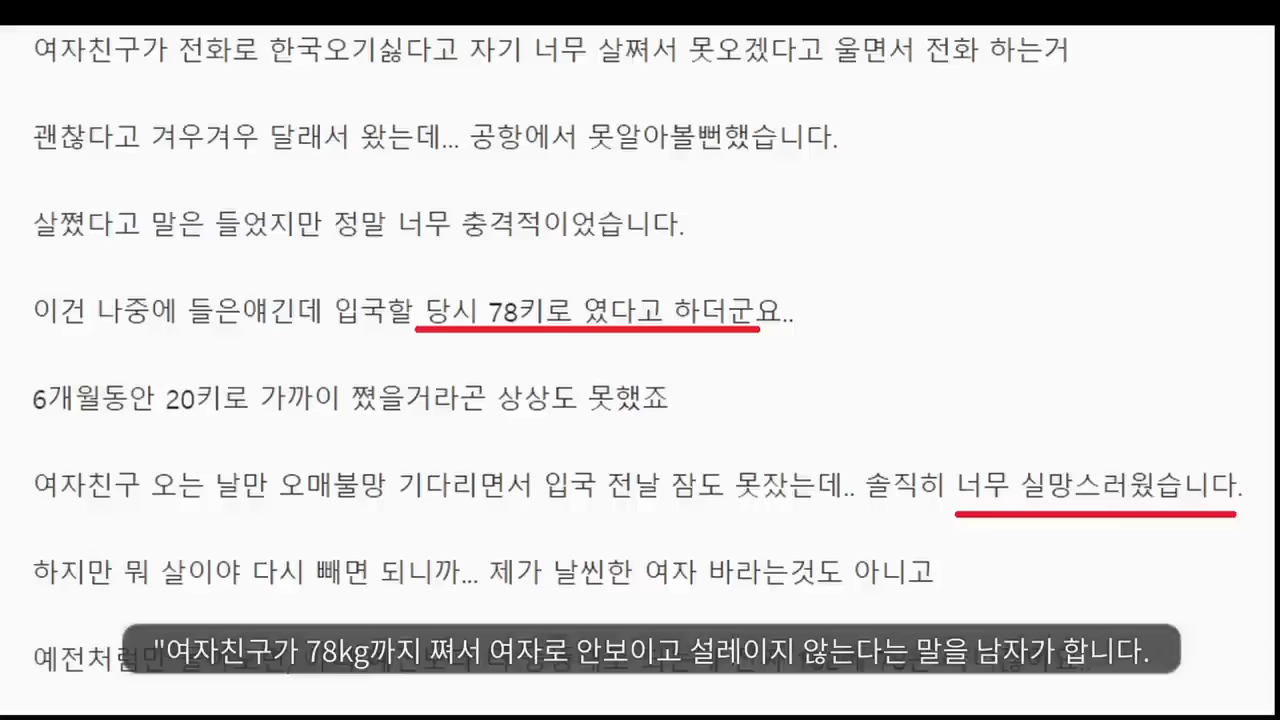 여자친구가 전화로 한국오기싫다고 자기 너무 살쪄서 못오겠다고 울면서 전화 하는거
괜찮다고 겨우겨우 달래서 왔는데... 공항에서 못알아볼뻔했습니다.
살쪘다고 말은 들었지만 정말 너무 충격적이었습니다.
이건 나중에 들은얘긴데 입국할 당시 78키로 였다고 하더군요..
6개월동안 20키로 가까이 쪘을거라곤 상상도 못했죠
여자친구 오는 날만 오매불망 기다리면서 입국 전날 잠도 못잤는데.. 솔직히 너무 실망스러웠습니다.
하지만 뭐 살이야 다시 빼면 되니까... 제가 날씬한 여자 바라는것도 아니고
예전처럼만
"여자친구가 78kg까지 쪄서 여자로 안보이고 설레이지 않는다는 말을 남자가 합니다.